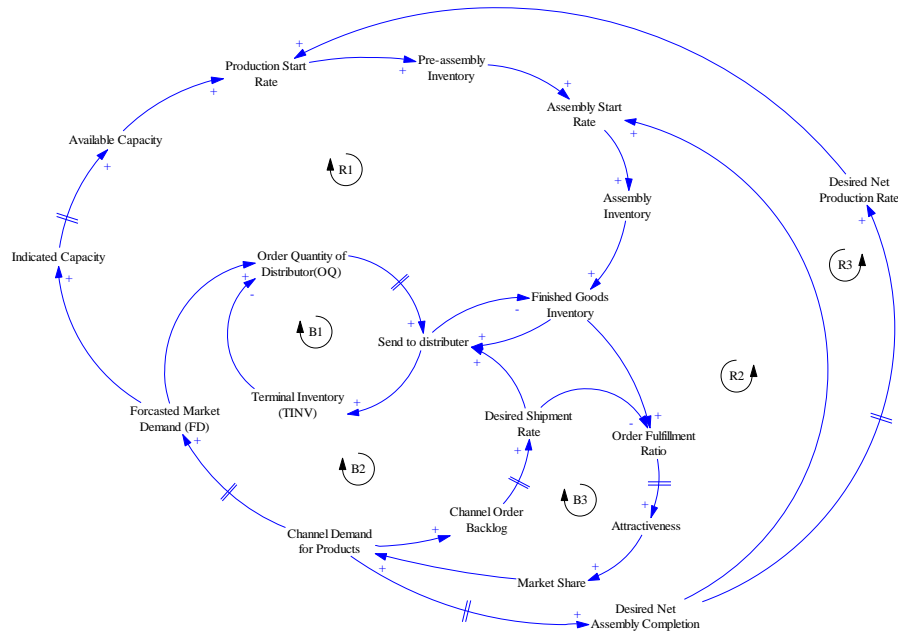 Production Start
Rate
Pre-assembly
Inventory
Assembly Start
Rate
Available Capacity
R1
Desired Net
Production Rate
Assembly
Inventory
Indicated Capacity
Order Quantity of
Distributor(OQ)
R3
Finished Goods
Inventory
B1
Send to distributer
R2
Terminal Inventory
(TINV)
Forcasted Market
Demand (FD)
Desired Shipment
Rate
Order Fulfillment
Ratio
B2
B3
Channel Order
Backlog
Attractiveness
Channel Demand
for Products
Market Share
Desired Net
Assembly Completion